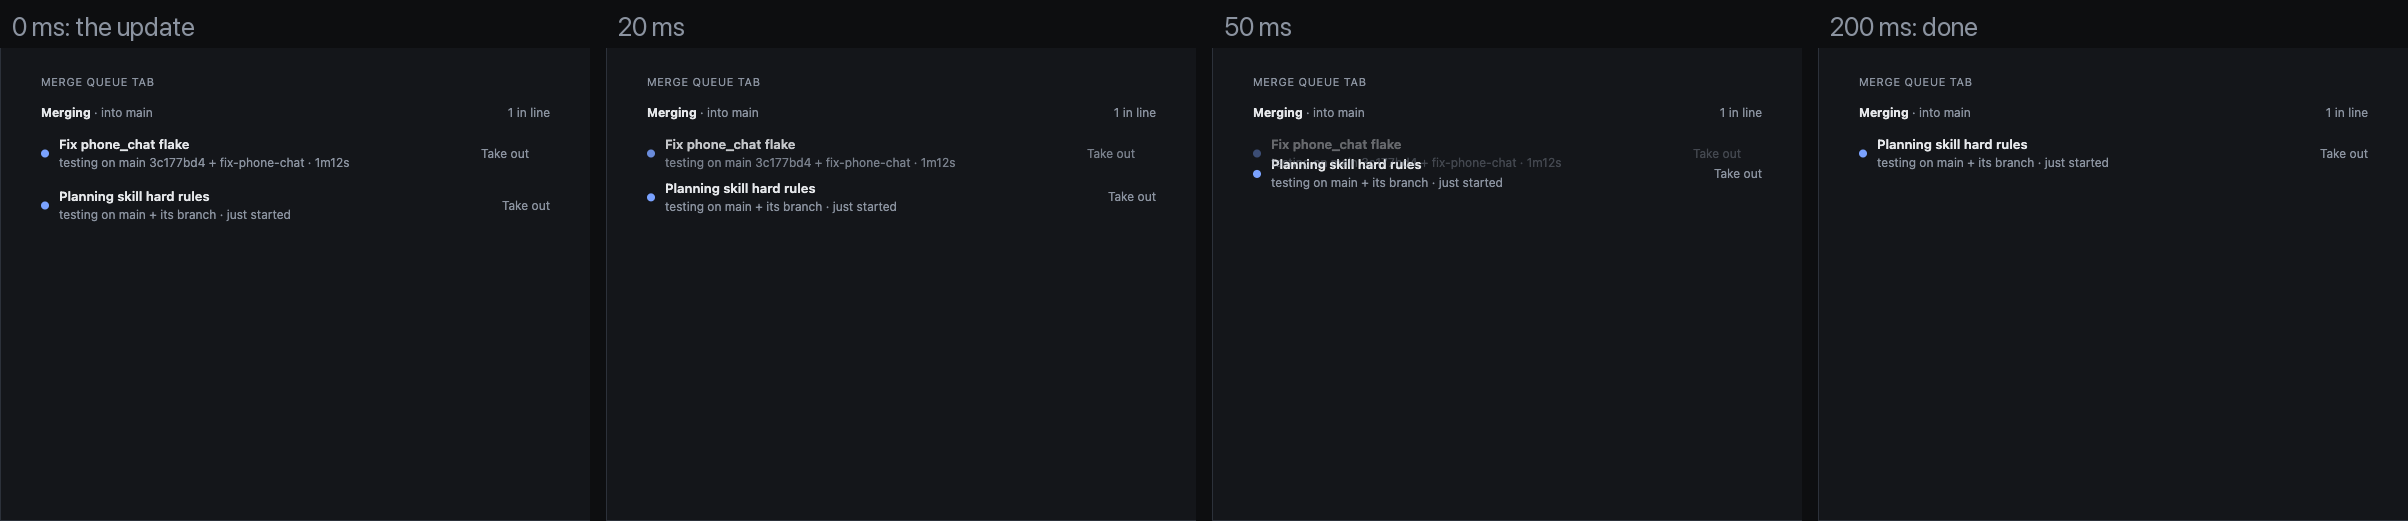 0 ms: the update
MERGE QUEUE TAB
Merging · into main 1 in line
Fix phone_chat flake
testing on main 3c177bd4 + fix-phone-chat · 1m12s Take out
Planning skill hard rules
testing on main + its branch · just started Take out
20 ms
MERGE QUEUE TAB
Merging · into main 1 in line
Fix phone_chat flake
testing on main 3c177bd4 + fix-phone-chat · 1m12s Take out
Planning skill hard rules
testing on main + its branch · just started Take out
50 ms
MERGE QUEUE TAB
Merging · into main 1 in line
Fix phone_chat flake
+ fix-phone-chat · 1m12s Take out
Planning skill hard rules
testing on main + its branch · just started Take out
200 ms: done
MERGE QUEUE TAB
Merging · into main 1 in line
Planning skill hard rules
testing on main + its branch · just started Take out